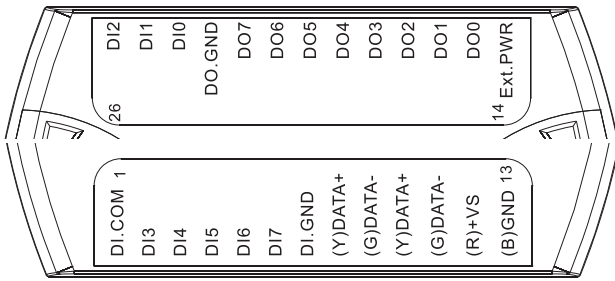 DI2
DI1
DI0
DO.GND
DO7
DO6
DO5
DO4
DO3
DO2
DO1
DO0
Ext.PWR
26
14
DI.COM 1
DI3
DI4
DI5
DI6
DI7
DI.GND
(Y)DATA+
(G)DATA-
(Y)DATA+
(G)DATA-
(R)+VS
(B)GND 13